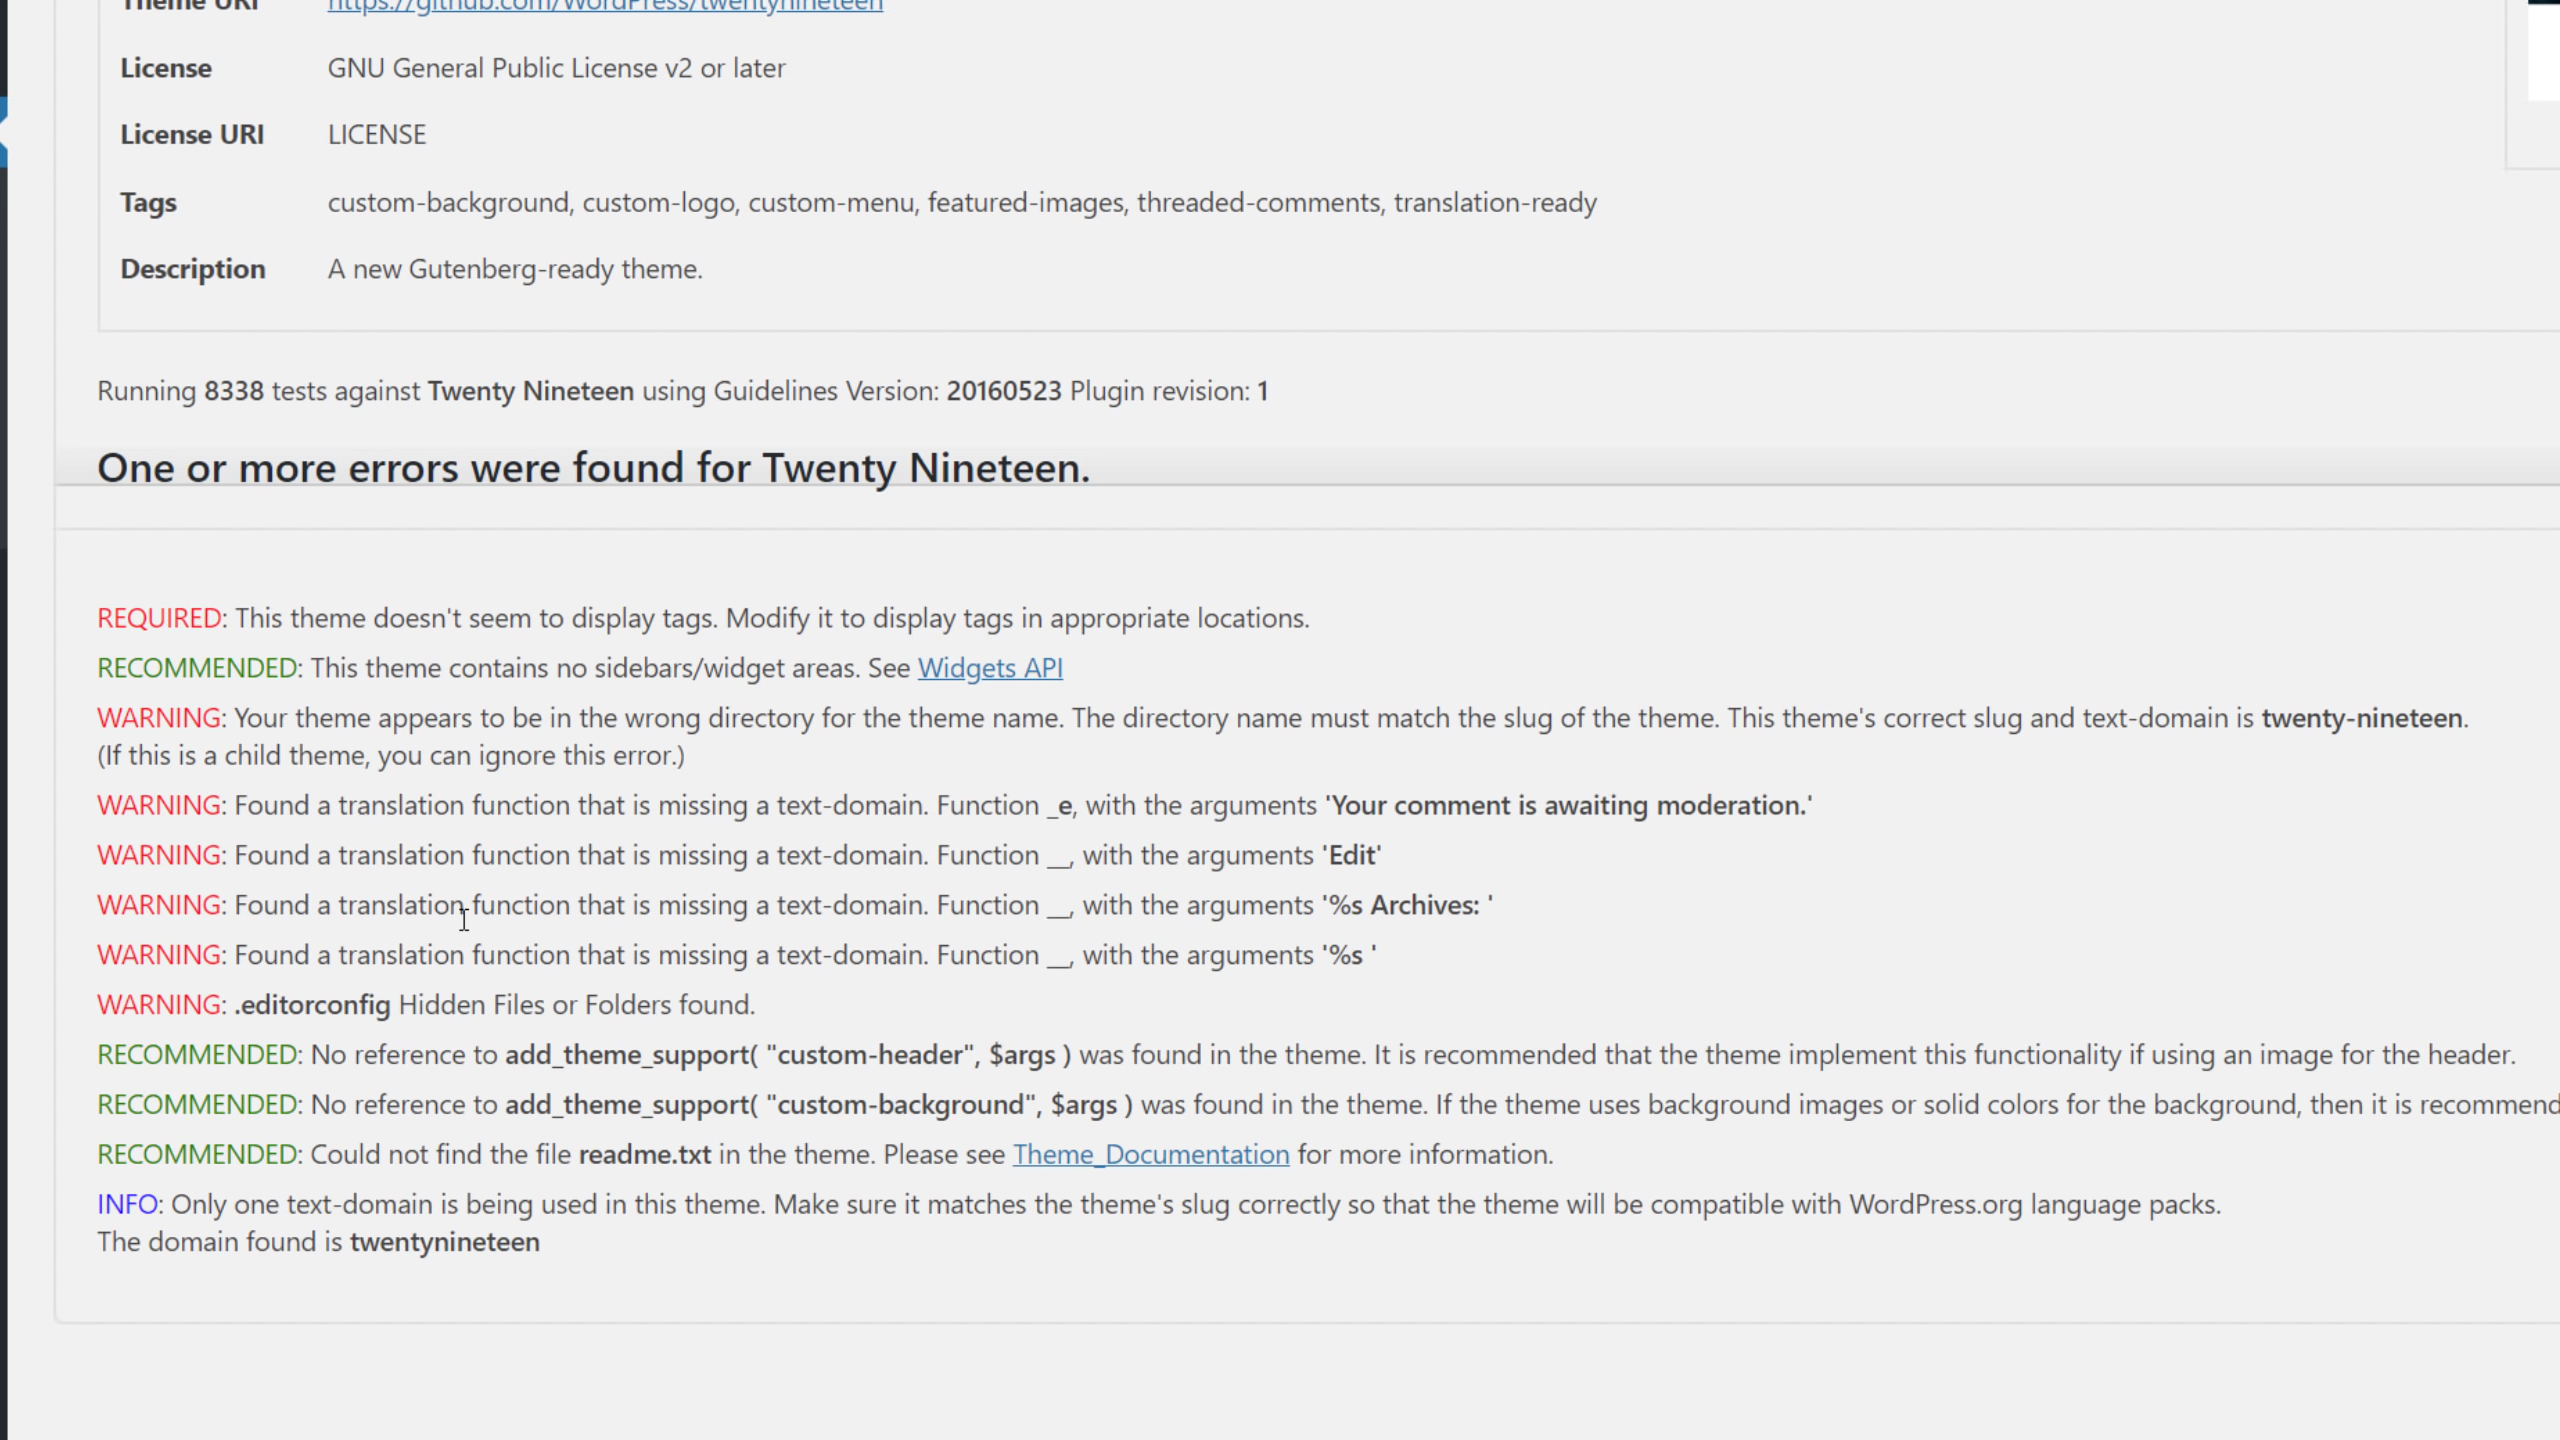 Theme URI https://github.com/WordPress/twentynineteen
License GNU General Public License v2 or later
License URI LICENSE
Tags custom-background, custom-logo, custom-menu, featured-images, threaded-comments, translation-ready
Description A new Gutenberg-ready theme.
Running 8338 tests against Twenty Nineteen using Guidelines Version: 20160523 Plugin revision: 1
One or more errors were found for Twenty Nineteen.
REQUIRED: This theme doesn't seem to display tags. Modify it to display tags in appropriate locations.
RECOMMENDED: This theme contains no sidebars/widget areas. See Widgets API
WARNING: Your theme appears to be in the wrong directory for the theme name. The directory name must match the slug of the theme. This theme's correct slug and text-domain is twenty-nineteen.
(If this is a child theme, you can ignore this error.)
WARNING: Found a translation function that is missing a text-domain. Function _e, with the arguments 'Your comment is awaiting moderation.'
WARNING: Found a translation function that is missing a text-domain. Function __, with the arguments 'Edit'
WARNING: Found a translation function that is missing a text-domain. Function __, with the arguments '%s Archives: '
WARNING: Found a translation function that is missing a text-domain. Function __, with the arguments '%s '
WARNING: .editorconfig Hidden Files or Folders found.
RECOMMENDED: No reference to add_theme_support( "custom-header", $args ) was found in the theme. It is recommended that the theme implement this functionality if using an image for the header.
RECOMMENDED: No reference to add_theme_support( "custom-background", $args ) was found in the theme. If the theme uses background images or solid colors for the background, then it is recommend
RECOMMENDED: Could not find the file readme.txt in the theme. Please see Theme_Documentation for more information.
INFO: Only one text-domain is being used in this theme. Make sure it matches the theme's slug correctly so that the theme will be compatible with WordPress.org language packs.
The domain found is twentynineteen